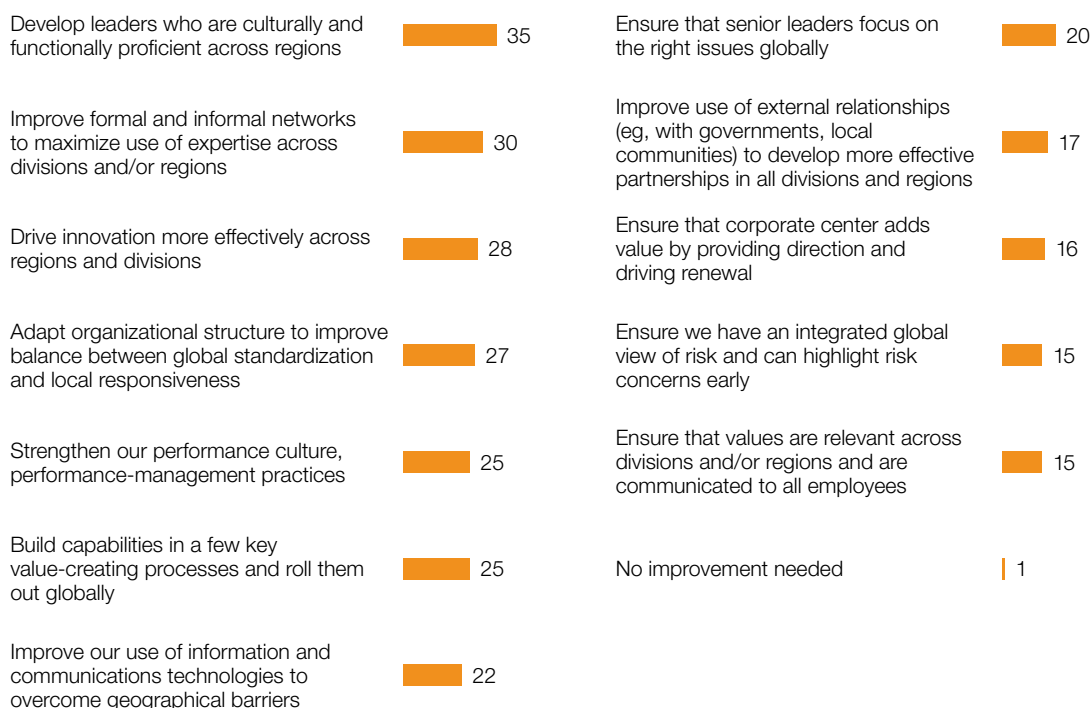 Develop leaders who are culturally and
functionally proficient across regions
35
Improve formal and informal networks
to maximize use of expertise across
divisions and/or regions
30
Drive innovation more effectively across
regions and divisions
28
Adapt organizational structure to improve
balance between global standardization
and local responsiveness
27
Strengthen our performance culture,
performance-management practices
25
Build capabilities in a few key
value-creating processes and roll them
out globally
25
Improve our use of information and
communications technologies to
overcome geographical barriers
22
Ensure that senior leaders focus on
the right issues globally
20
Improve use of external relationships
(eg, with governments, local
communities) to develop more effective
partnerships in all divisions and regions
17
Ensure that corporate center adds
value by providing direction and
driving renewal
16
Ensure we have an integrated global
view of risk and can highlight risk
concerns early
15
Ensure that values are relevant across
divisions and/or regions and are
communicated to all employees
15
No improvement needed
1